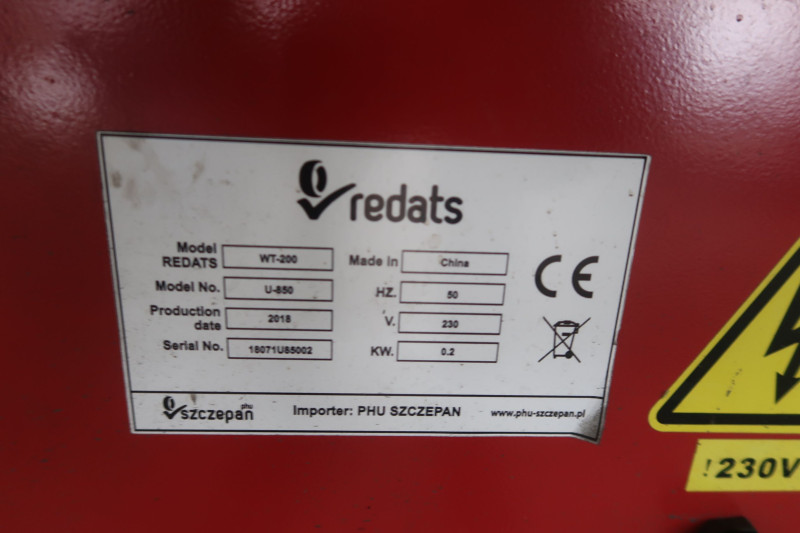 redats
Model REDATS WT-200
Made in China
Model No. U-850
HZ. 50
Production date 2018
V. 230
Serial No. 18071U85002
KW. 0.2
CE
szczepan phu
Importer: PHU SZCZEPAN
www.phu-szczepan.pl
!230V